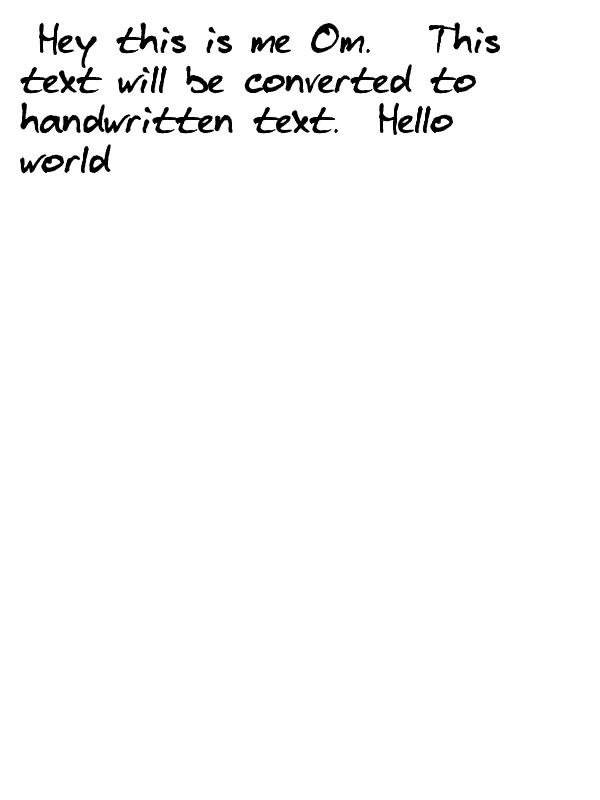 Hey this is me Om. This
text will be converted to
handwritten text. Hello
world